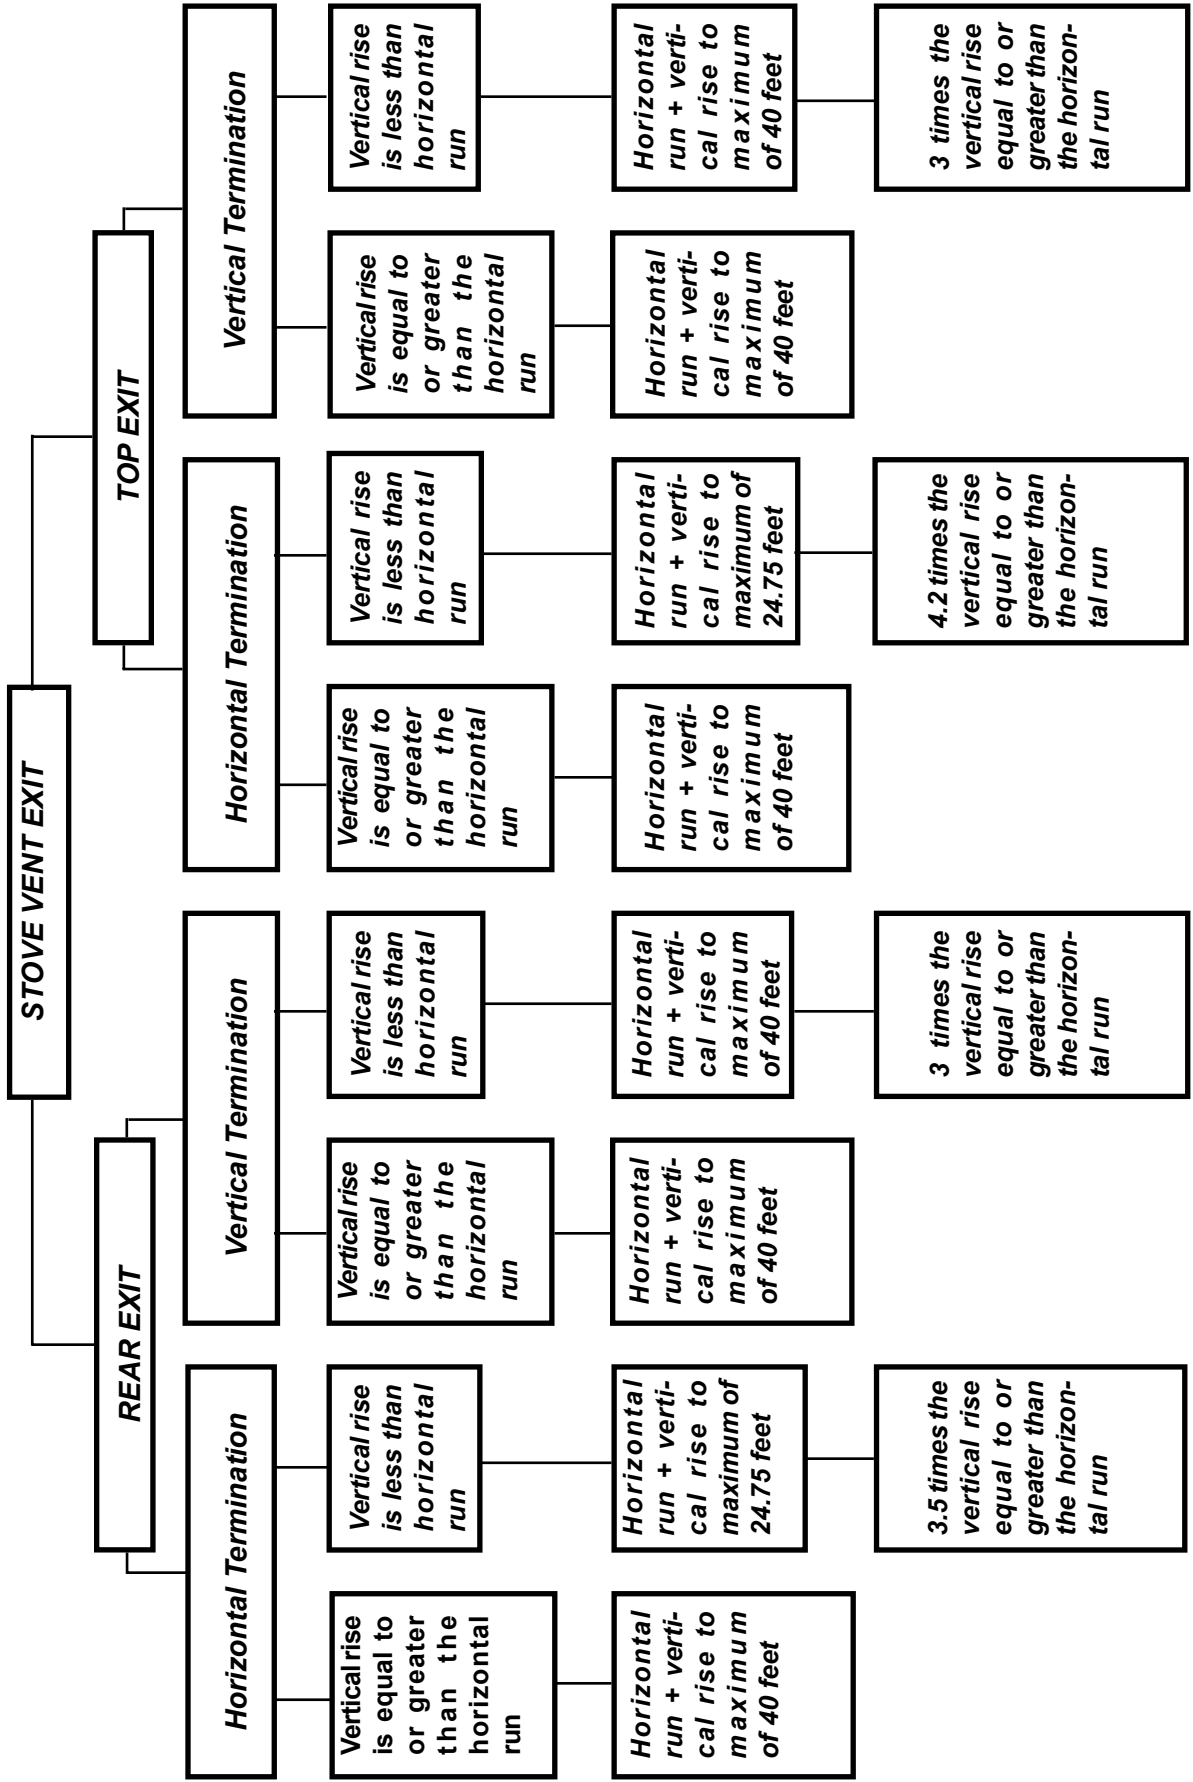 STOVE VENT EXIT
REAR EXIT
TOP EXIT
Horizontal Termination
Vertical Termination
Horizontal Termination
Vertical Termination
Vertical rise
is equal to
or greater
than the
horizontal
run
Vertical rise
is less than
horizontal
run
Vertical rise
is equal to
or greater
than the
horizontal
run
Vertical rise
is less than
horizontal
run
Vertical rise
is equal to
or greater
than the
horizontal
run
Vertical rise
is less than
horizontal
run
Vertical rise
is equal to
or greater
than the
horizontal
run
Vertical rise
is less than
horizontal
run
Horizontal
run + verti-
cal rise to
maximum
of 40 feet
Horizontal
run + verti-
cal rise to
maximum of
24.75 feet
Horizontal
run + verti-
cal rise to
maximum
of 40 feet
Horizontal
run + verti-
cal rise to
maximum
of 40 feet
Horizontal
run + verti-
cal rise to
maximum
of 40 feet
Horizontal
run + verti-
cal rise to
maximum of
24.75 feet
Horizontal
run + verti-
cal rise to
maximum
of 40 feet
Horizontal
run + verti-
cal rise to
maximum
of 40 feet
3.5 times the
vertical rise
equal to or
greater than
the horizon-
tal run
3 times the
vertical rise
equal to or
greater than
the horizon-
tal run
4.2 times the
vertical rise
equal to or
greater than
the horizon-
tal run
3 times the
vertical rise
equal to or
greater than
the horizon-
tal run